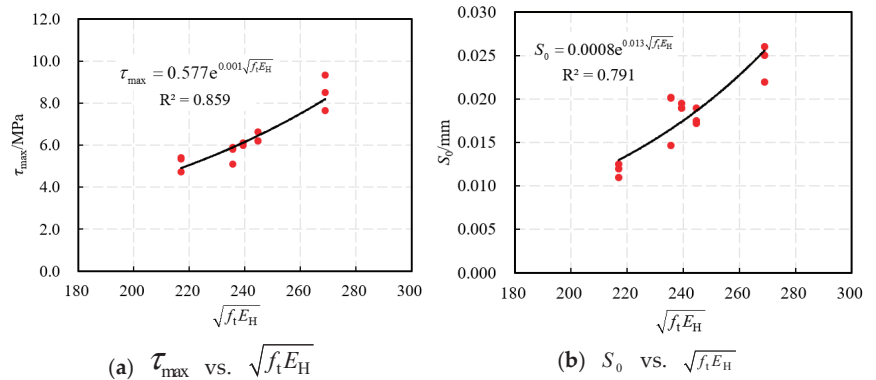 12.0
10.0
8.0
6.0
4.0
2.0
0.0
τmax/MPa
τmax = 0.577e^0.001√ftEH
R² = 0.859
180 200 220 240 260 280 300
√ftEH
(a) τmax vs. √ftEH
0.030
0.025
0.020
0.015
0.010
0.005
0.000
S0/mm
S0 = 0.0008e^0.013√ftEH
R² = 0.791
180 200 220 240 260 280 300
√ftEH
(b) S0 vs. √ftEH